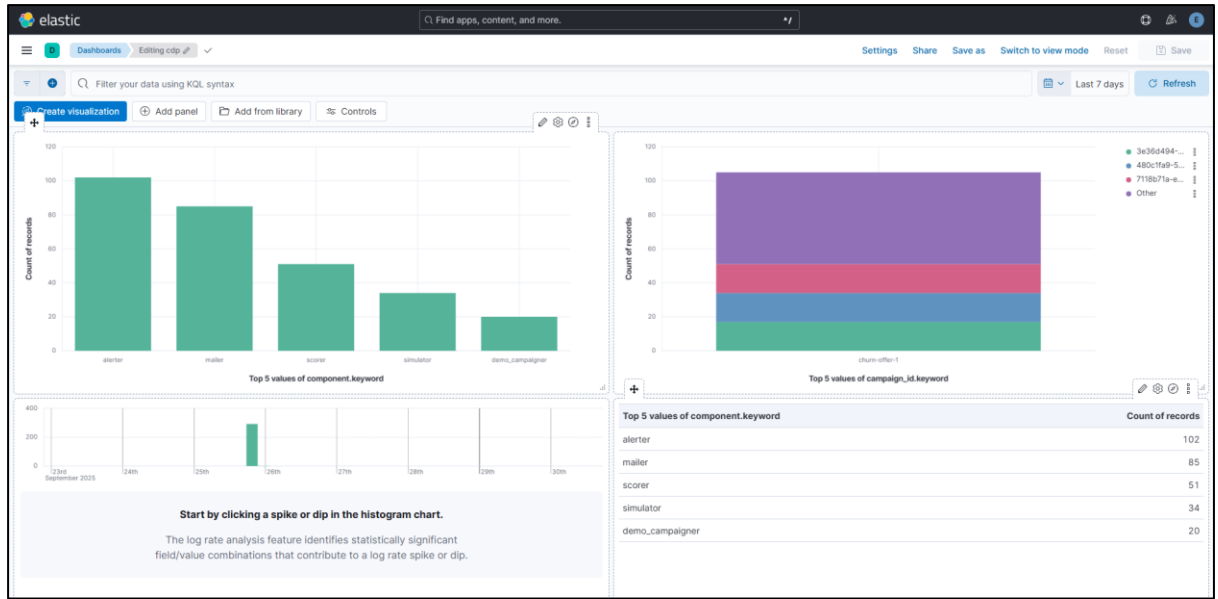 elastic
Find apps, content, and more.
^/
E
D
Dashboards
Editing cdp
Settings
Share
Save as
Switch to view mode
Reset
Save
Filter your data using KQL syntax
Last 7 days
Refresh
Create visualization
Add panel
Add from library
Controls
120
100
80
60
40
20
0
Count of records
alerter
mailer
scorer
simulator
demo_campaigner
Top 5 values of component.keyword
120
100
80
60
40
20
0
Count of records
churn-offer-1
Top 5 values of campaign_id.keyword
3e36d494-...
480c1fa9-5...
7118b71a-e...
Other
400
200
0
23rd
September 2025
24th
25th
26th
27th
28th
29th
30th
Start by clicking a spike or dip in the histogram chart.
The log rate analysis feature identifies statistically significant
field/value combinations that contribute to a log rate spike or dip.
Top 5 values of component.keyword Count of records
alerter 102
mailer 85
scorer 51
simulator 34
demo_campaigner 20